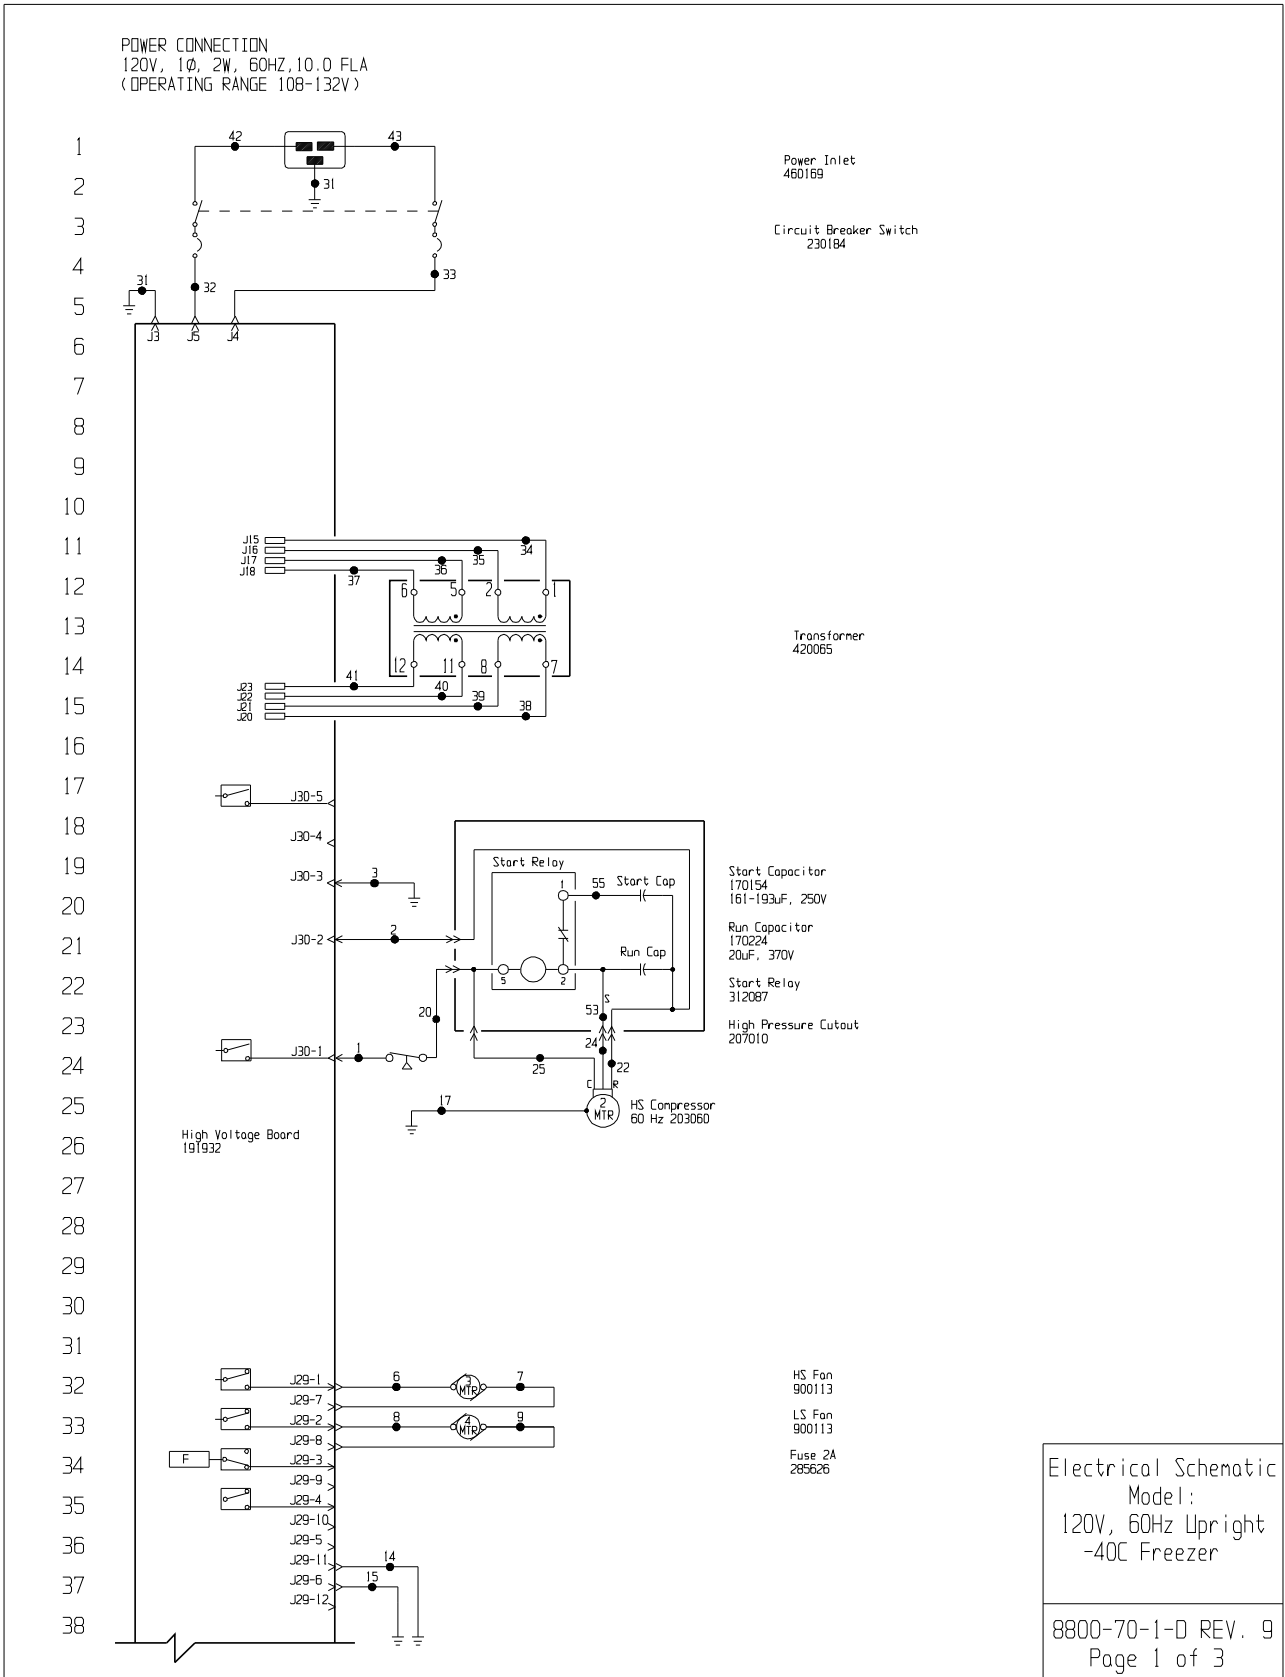 POWER CONNECTION
120V, 1Ø, 2W, 60HZ,10.0 FLA
(OPERATING RANGE 108-132V)
1
42
43
Power Inlet
460169
2
31
3
Circuit Breaker Switch
230184
4
31
32
33
5
J3
J5
J4
6
7
8
9
10
11
J15
J16
J17
J18
34
35
36
37
12
6
5
2
1
13
Transformer
420065
14
12
11
8
7
J23
J22
J21
J20
41
40
39
38
15
16
17
J30-5
18
J30-4
19
J30-3
3
Start Relay
1
55
Start Cap
Start Capacitor
170154
161-193uF, 250V
20
21
J30-2
2
Run Cap
Run Capacitor
170224
20uF, 370V
22
5
2
Start Relay
312087
S
53
23
20
High Pressure Cutout
207010
24
J30-1
1
24
25
22
C
R
25
17
2
MTR
HS Compressor
60 Hz 203060
26
High Voltage Board
191932
27
28
29
30
31
32
J29-1
6
3
MTR
7
HS Fan
900113
J29-7
33
J29-2
8
4
MTR
9
LS Fan
900113
J29-8
34
F
J29-3
Fuse 2A
285626
J29-9
35
J29-4
J29-10
36
J29-5
J29-11
14
37
J29-6
15
J29-12
38
Electrical Schematic
Model:
120V, 60Hz Upright
-40C Freezer
8800-70-1-D REV. 9
Page 1 of 3